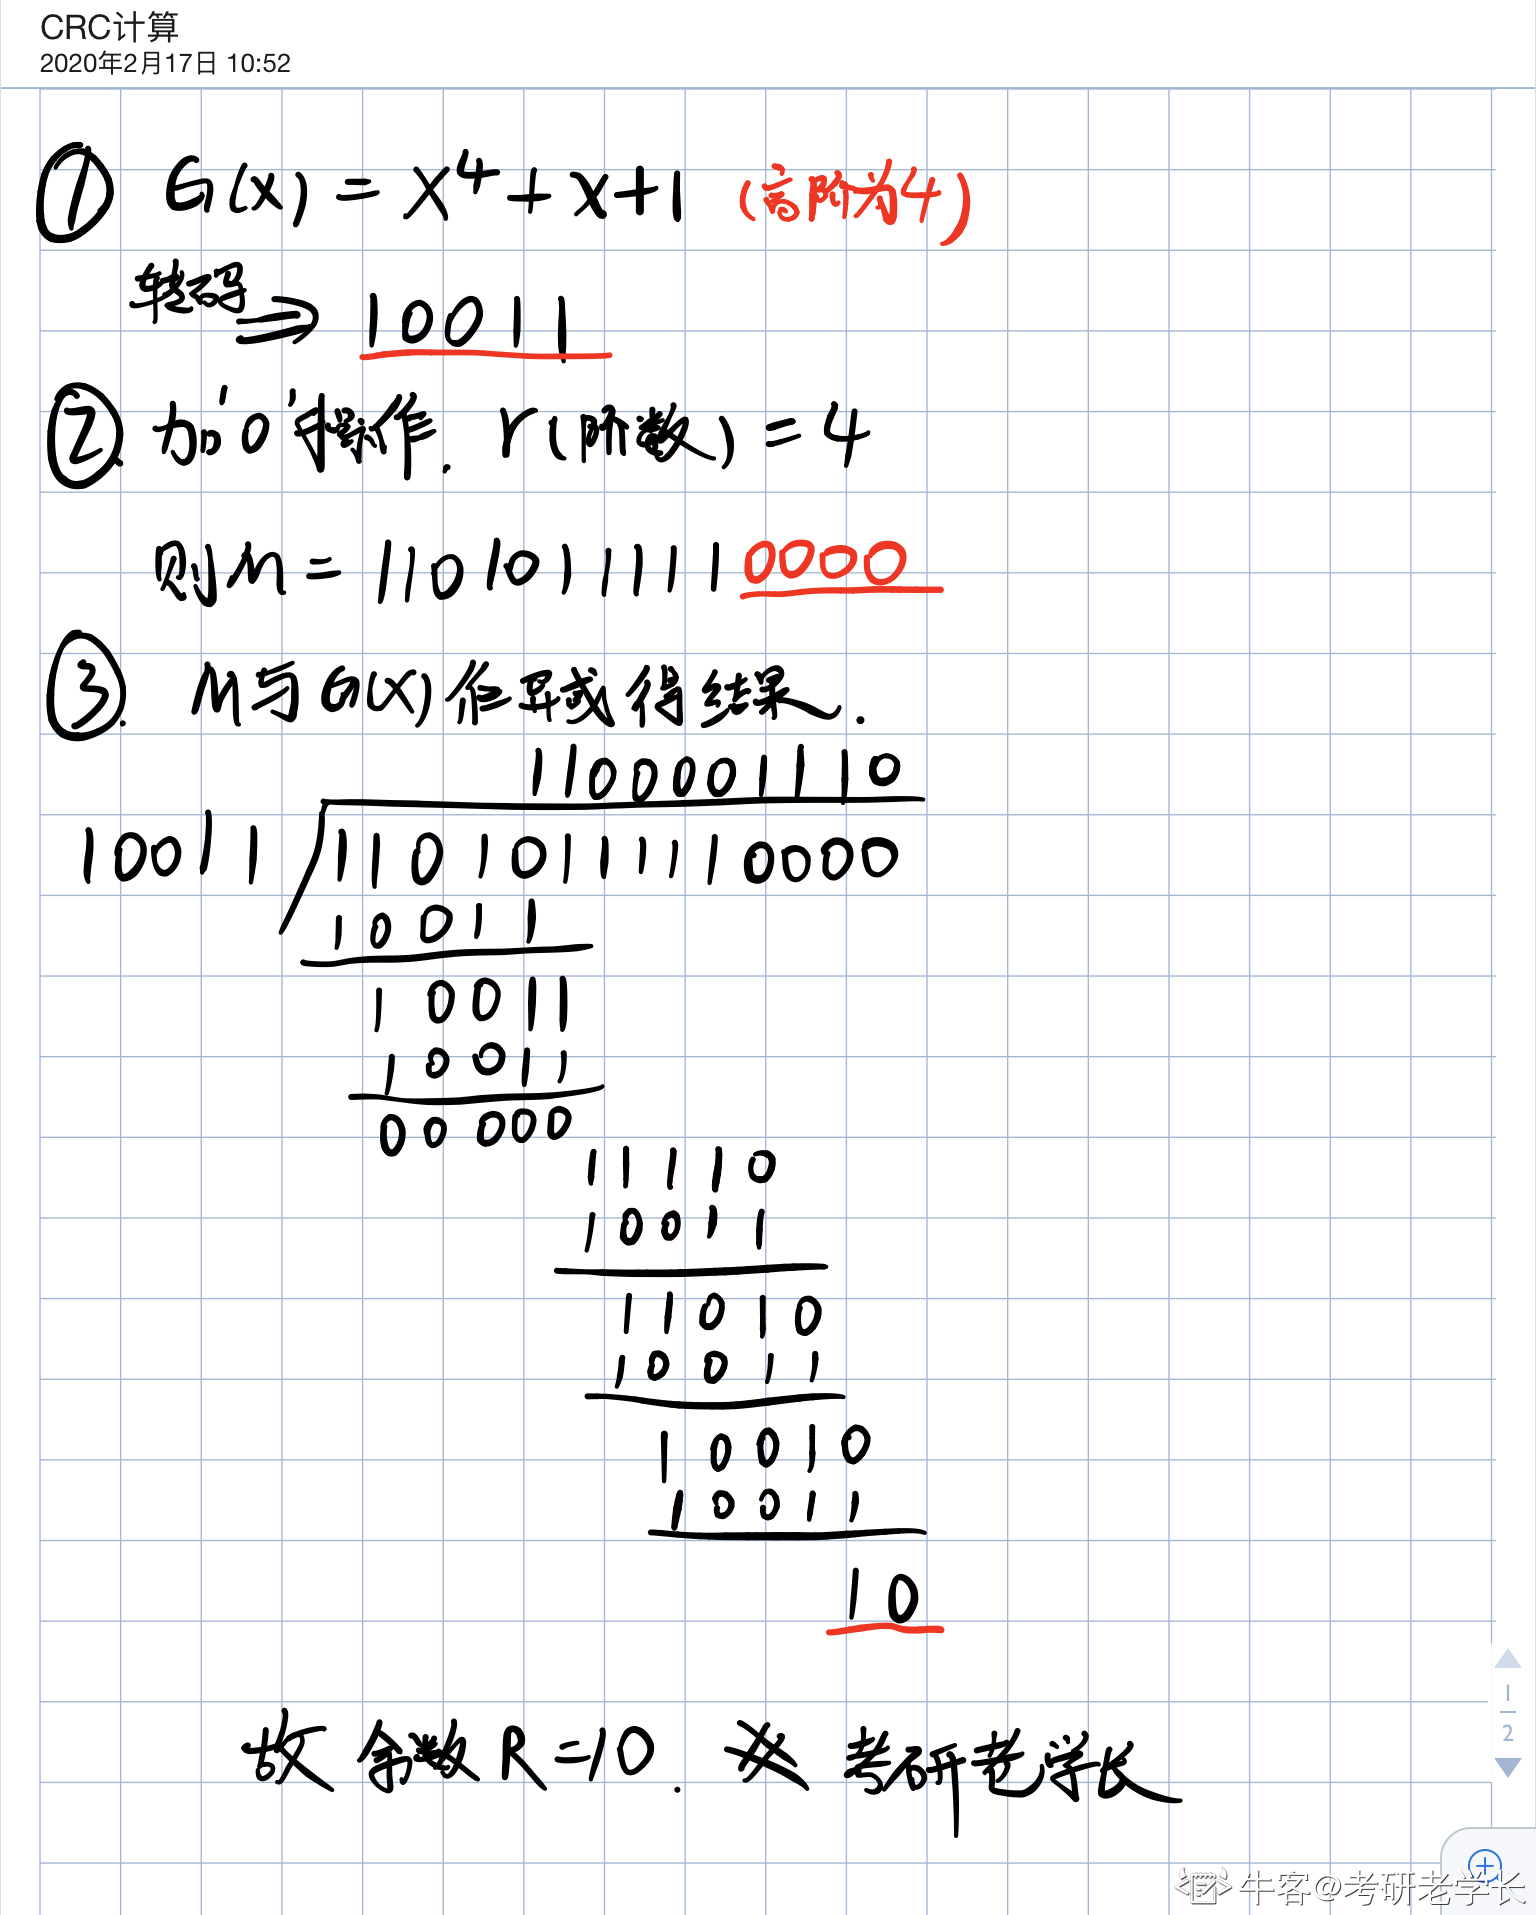 CRC计算
2020年2月17日 10:52
① G(x) = x⁴ + x + 1 (高阶为4)
转码 ⇒ 10011
②. 加'0'操作. r(阶数) = 4
则M = 11010111110000
③. M与G(x)作异或得结果.
1100001110
10011 11010111110000
10011
10011
10011
00000
11110
10011
11010
10011
10010
10011
10
故 余数 R = 10. 考研老学长
1
2
牛客@考研老学长